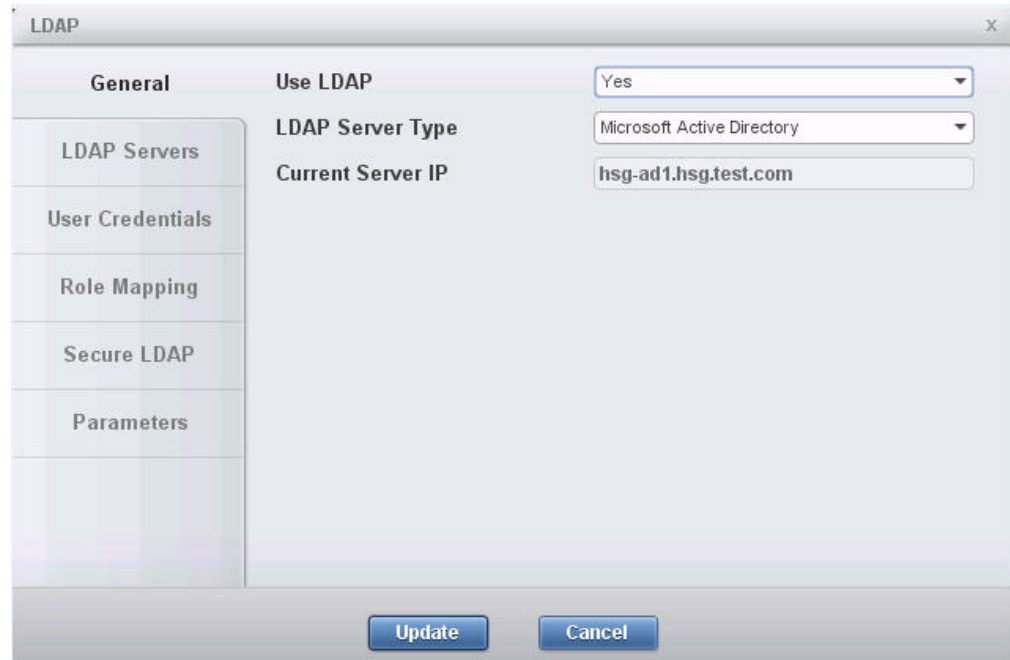 LDAP x
General
LDAP Servers
User Credentials
Role Mapping
Secure LDAP
Parameters
Use LDAP Yes
LDAP Server Type Microsoft Active Directory
Current Server IP hsg-ad1.hsg.test.com
Update Cancel